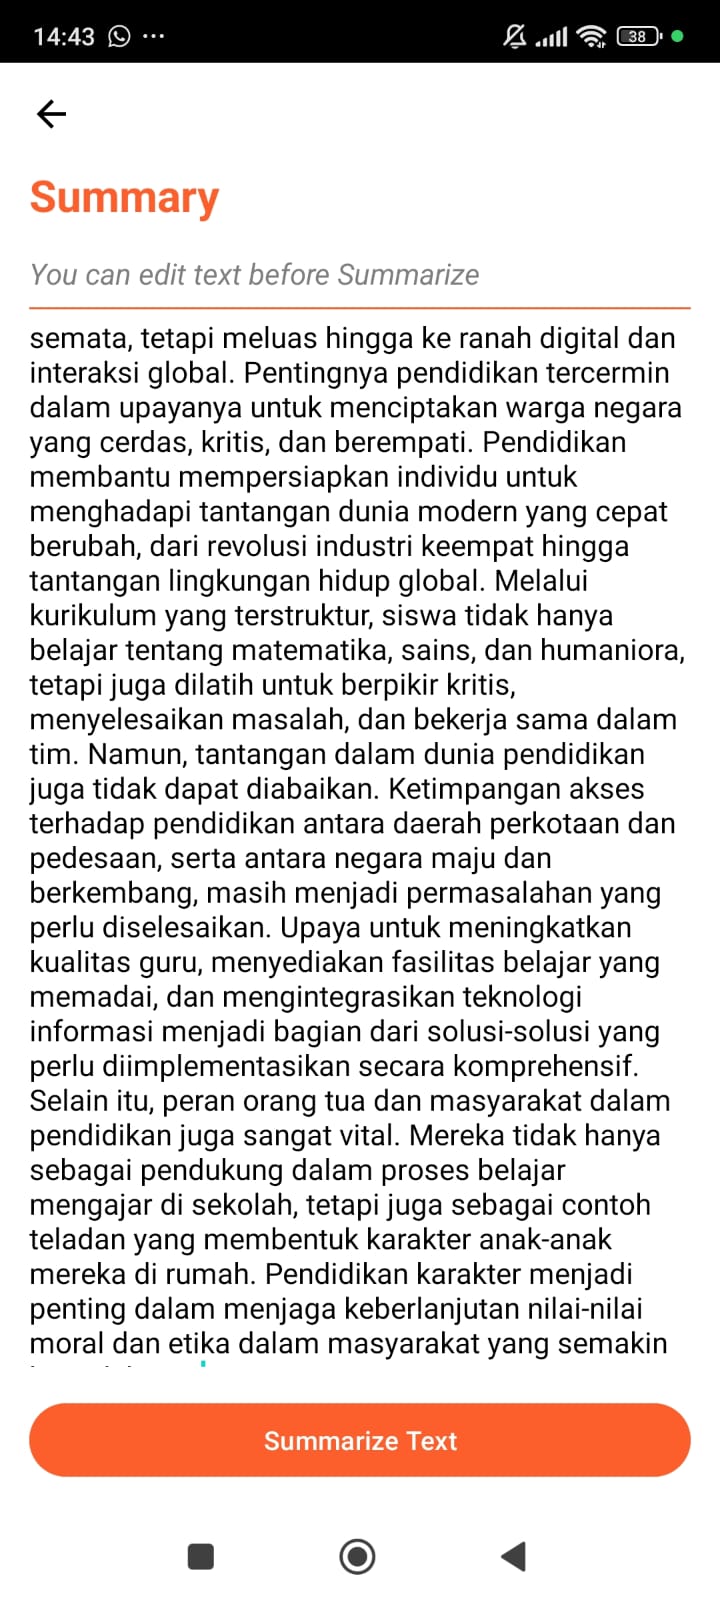 14:43
38
Summary
You can edit text before Summarize
semata, tetapi meluas hingga ke ranah digital dan
interaksi global. Pentingnya pendidikan tercermin
dalam upayanya untuk menciptakan warga negara
yang cerdas, kritis, dan berempati. Pendidikan
membantu mempersiapkan individu untuk
menghadapi tantangan dunia modern yang cepat
berubah, dari revolusi industri keempat hingga
tantangan lingkungan hidup global. Melalui
kurikulum yang terstruktur, siswa tidak hanya
belajar tentang matematika, sains, dan humaniora,
tetapi juga dilatih untuk berpikir kritis,
menyelesaikan masalah, dan bekerja sama dalam
tim. Namun, tantangan dalam dunia pendidikan
juga tidak dapat diabaikan. Ketimpangan akses
terhadap pendidikan antara daerah perkotaan dan
pedesaan, serta antara negara maju dan
berkembang, masih menjadi permasalahan yang
perlu diselesaikan. Upaya untuk meningkatkan
kualitas guru, menyediakan fasilitas belajar yang
memadai, dan mengintegrasikan teknologi
informasi menjadi bagian dari solusi-solusi yang
perlu diimplementasikan secara komprehensif.
Selain itu, peran orang tua dan masyarakat dalam
pendidikan juga sangat vital. Mereka tidak hanya
sebagai pendukung dalam proses belajar
mengajar di sekolah, tetapi juga sebagai contoh
teladan yang membentuk karakter anak-anak
mereka di rumah. Pendidikan karakter menjadi
penting dalam menjaga keberlanjutan nilai-nilai
moral dan etika dalam masyarakat yang semakin
Summarize Text